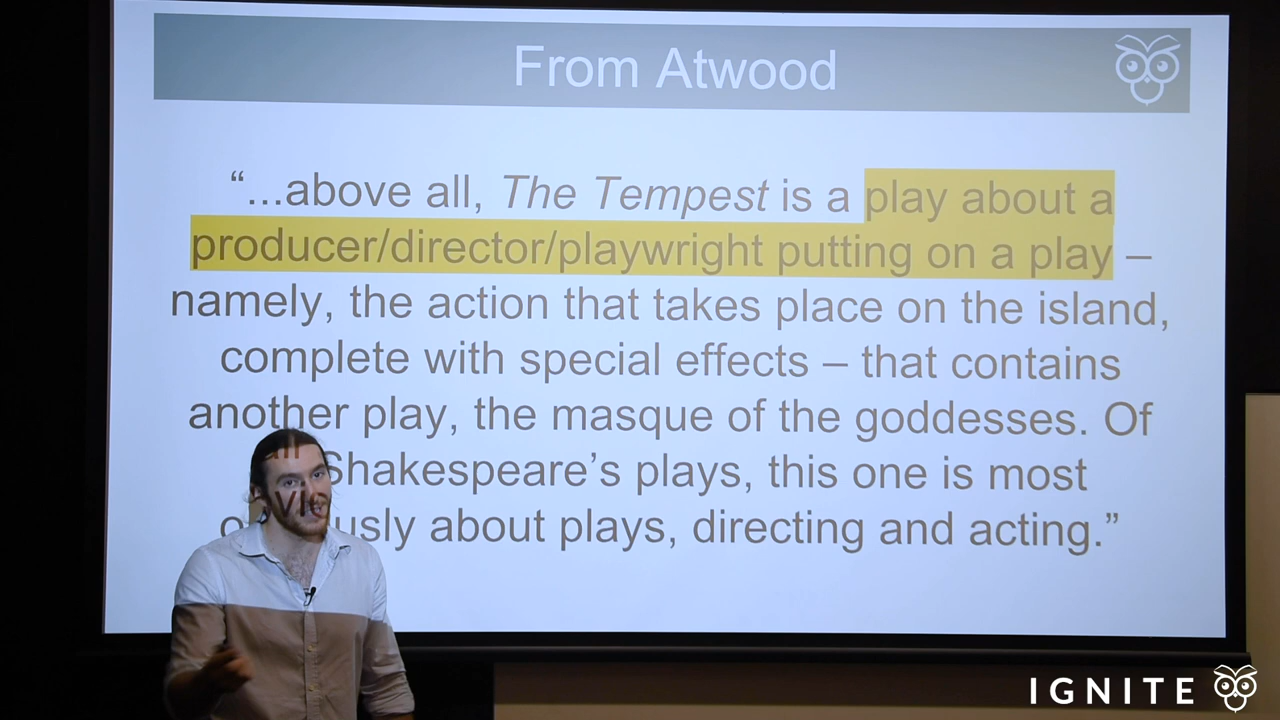 From Atwood
“...above all, The Tempest is a play about a
producer/director/playwright putting on a play –
namely, the action that takes place on the island,
complete with special effects – that contains
another play, the masque of the goddesses. Of
Shakespeare’s plays, this one is most
obviously about plays, directing and acting.”
IGNITE